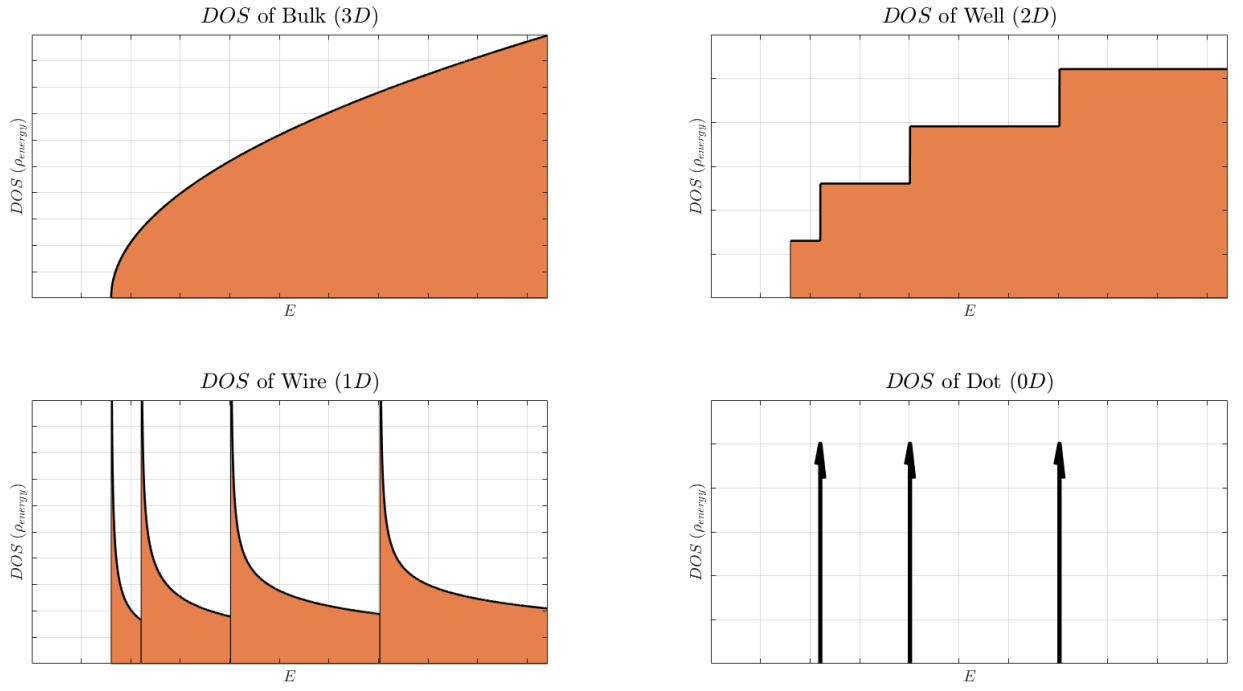 DOS of Bulk (3D)
DOS (ρenergy)
E
DOS of Well (2D)
DOS (ρenergy)
E
DOS of Wire (1D)
DOS (ρenergy)
E
DOS of Dot (0D)
DOS (ρenergy)
E